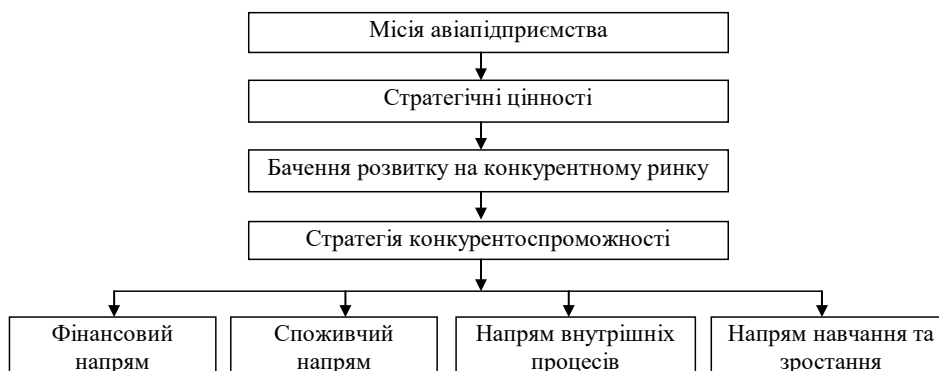 Місія авіапідприємства
Стратегічні цінності
Бачення розвитку на конкурентному ринку
Стратегія конкурентоспроможності
Фінансовий
напрям
Споживчий
напрям
Напрям внутрішніх
процесів
Напрям навчання та
зростання